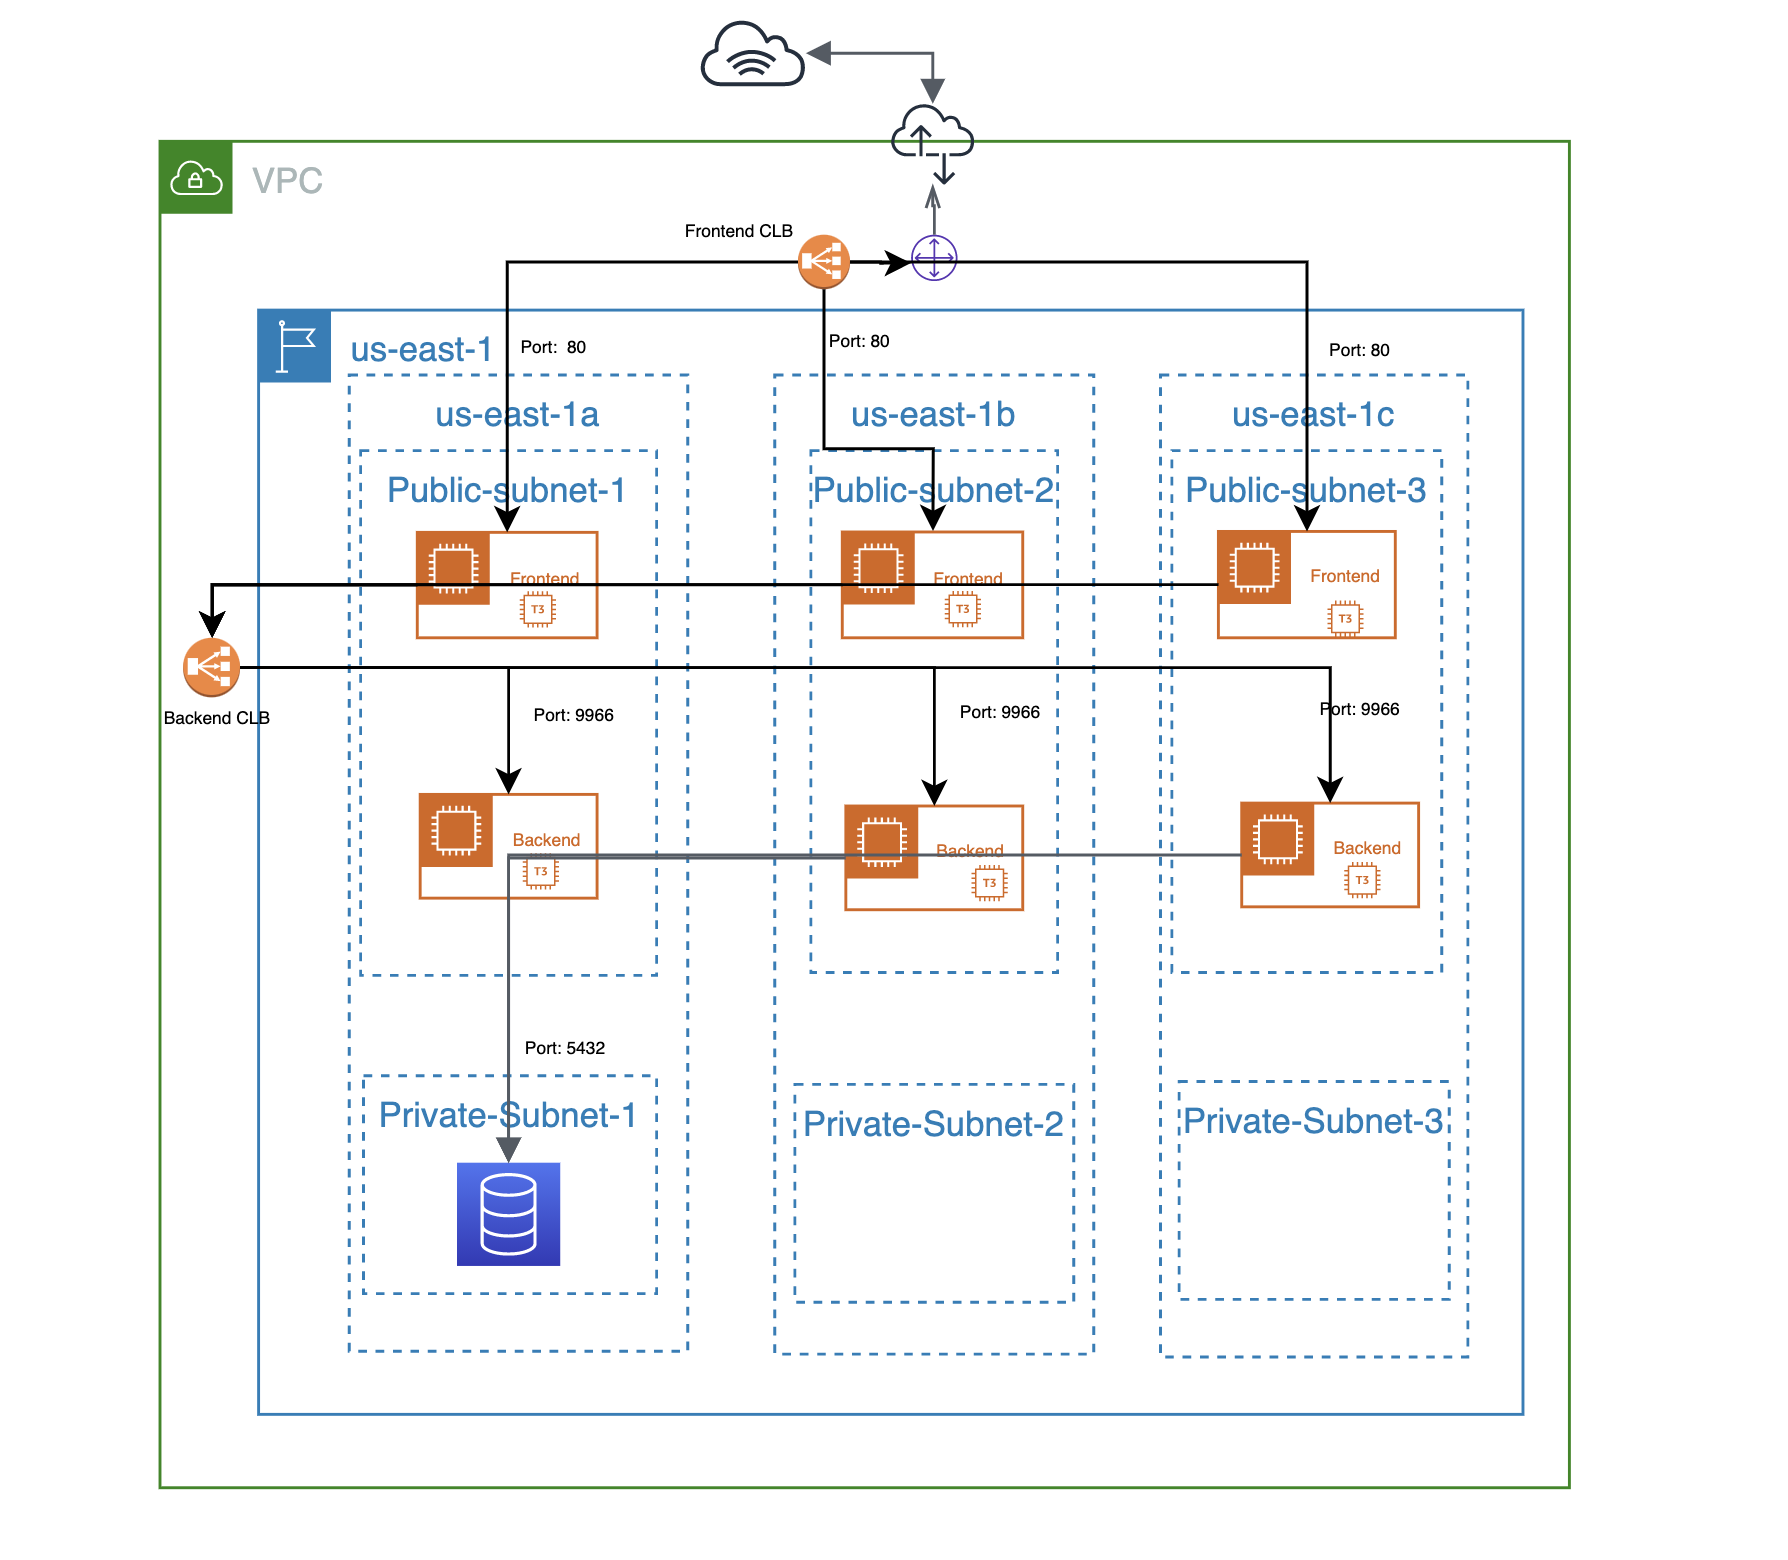 VPC
Frontend CLB
us-east-1
Port:  80
Port: 80
Port: 80
us-east-1a
us-east-1b
us-east-1c
Public-subnet-1
Public-subnet-2
Public-subnet-3
Frontend
T3
Frontend
T3
Frontend
T3
Backend CLB
Port: 9966
Port: 9966
Port: 9966
Backend
T3
Backend
T3
Backend
T3
Port: 5432
Private-Subnet-1
Private-Subnet-2
Private-Subnet-3